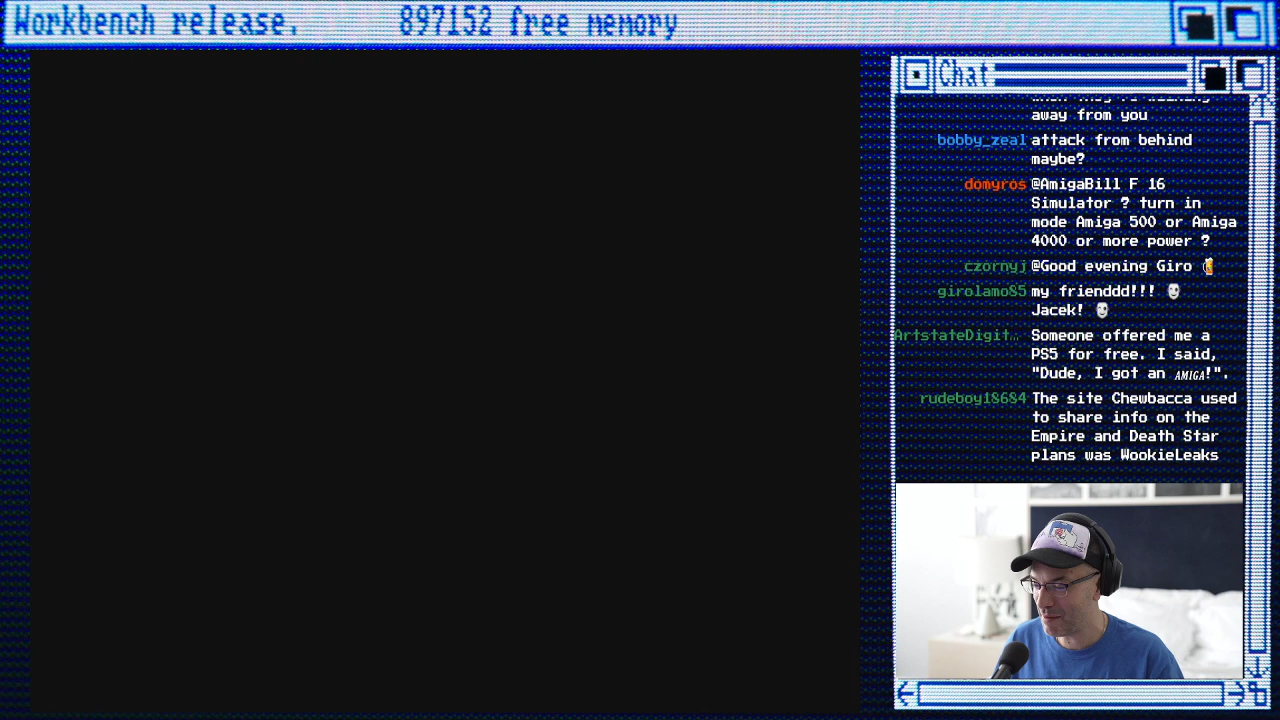 Workbench release. 897152 free memory
Chat
away from you
bobby_zeal attack from behind
maybe?
domyros @AmigaBill F 16
Simulator ? turn in
mode Amiga 500 or Amiga
4000 or more power ?
czornyj @Good evening Giro
girolamo85 my frienddd!!!
Jacek!
ArtstateDigit… Someone offered me a
PS5 for free. I said,
"Dude, I got an AMIGA!".
rudeboy18684 The site Chewbacca used
to share info on the
Empire and Death Star
plans was WookieLeaks